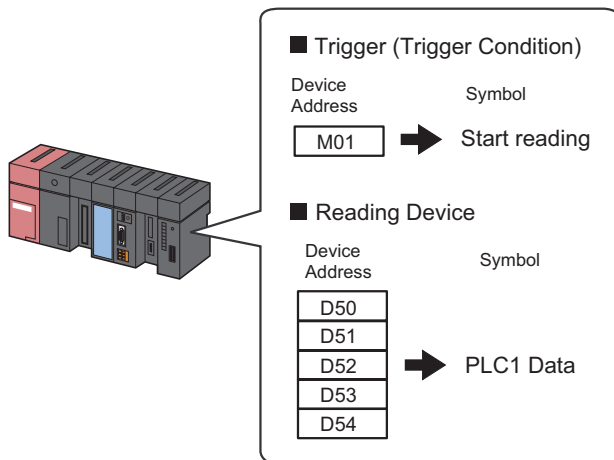 ■ Trigger (Trigger Condition)
Device
Address
Symbol
M01
Start reading
■ Reading Device
Device
Address
Symbol
D50
D51
D52
D53
D54
PLC1 Data